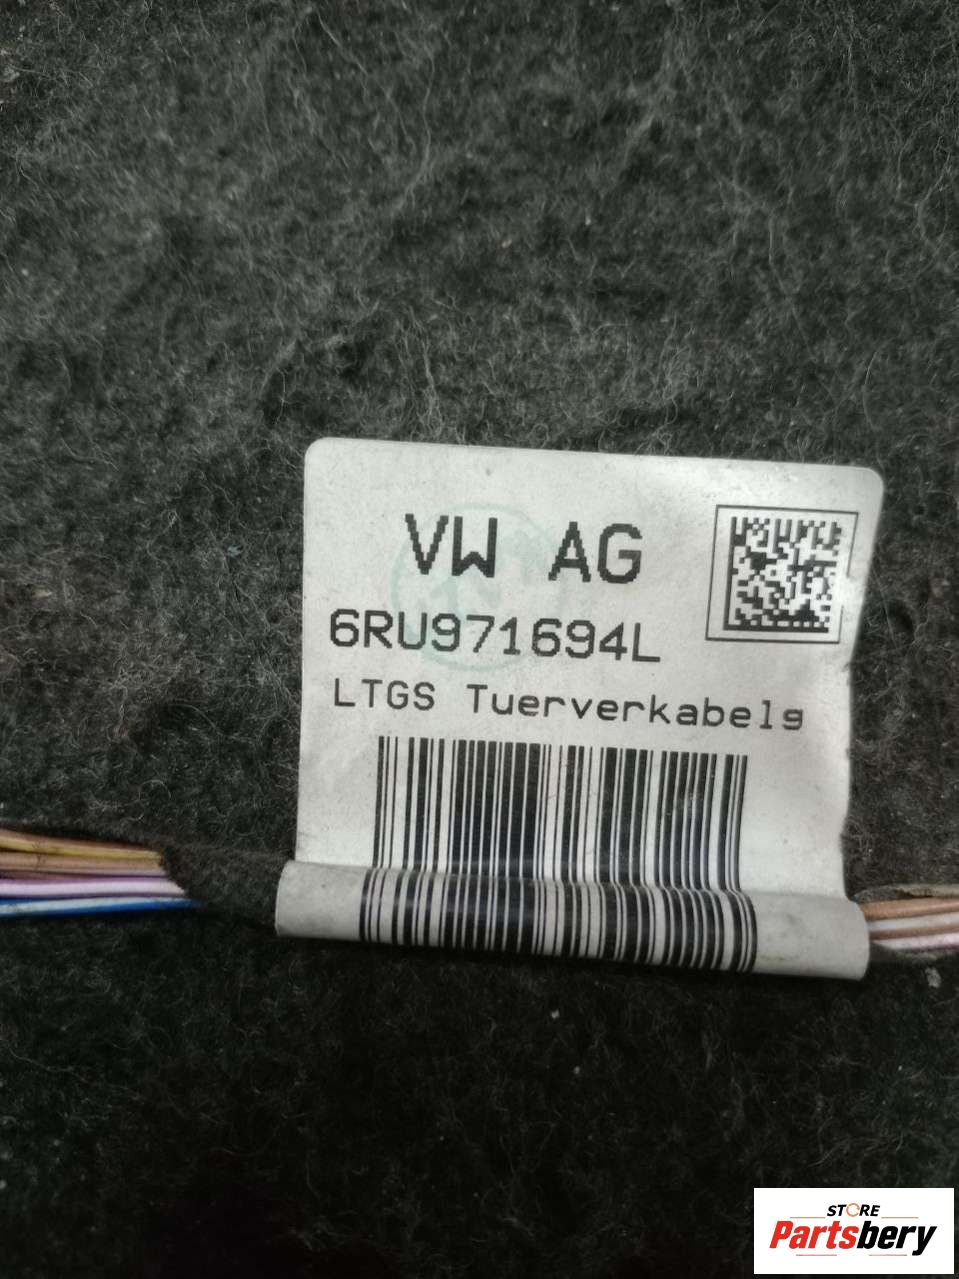 VW AG
6RU971694L
LTGS Tuerverkabelg
STORE
Partsbery